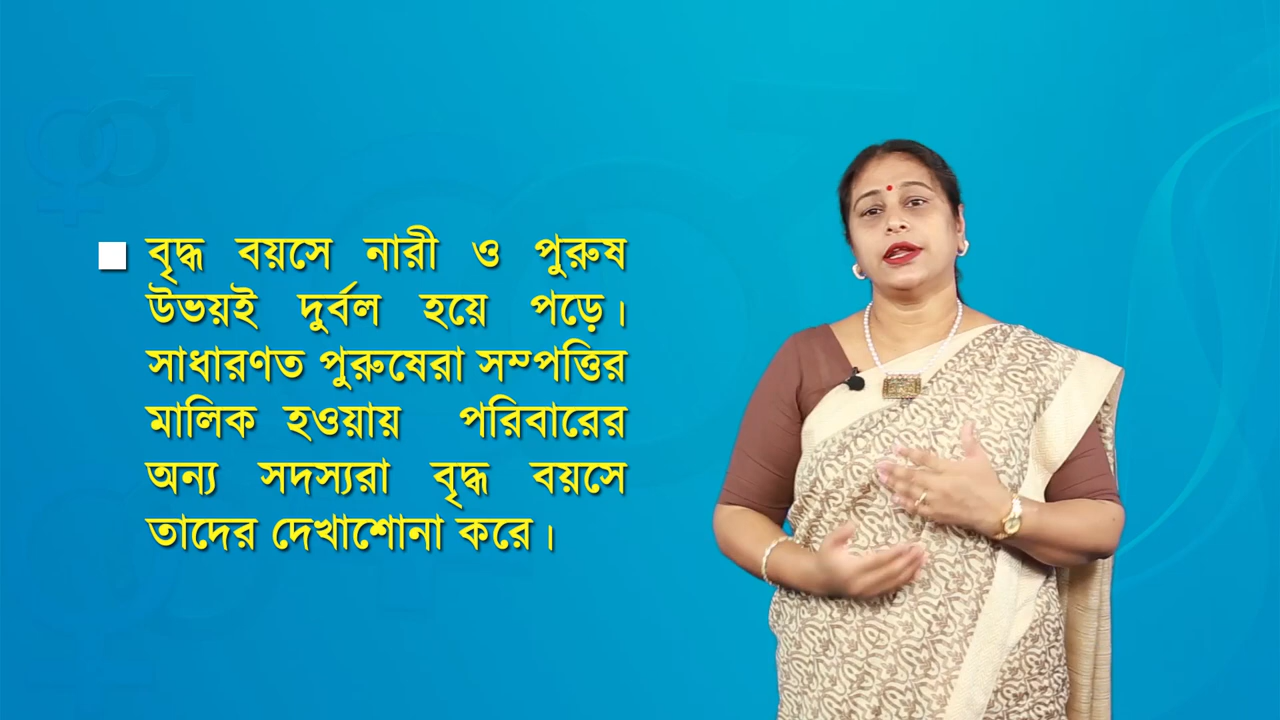 বৃদ্ধ বয়সে নারী ও পুরুষ
উভয়ই দুর্বল হয়ে পড়ে।
সাধারণত পুরুষেরা সম্পত্তির
মালিক হওয়ায় পরিবারের
অন্য সদস্যরা বৃদ্ধ বয়সে
তাদের দেখাশোনা করে।